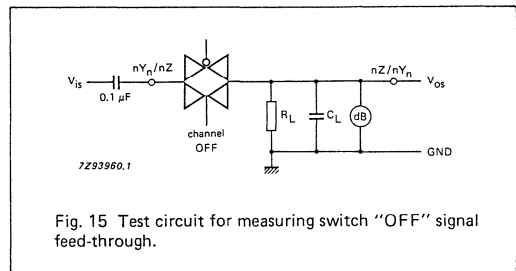 V_is
nY_n/nZ
0.1 µF
channel
OFF
R_L
C_L
dB
nZ/nY_n
V_os
GND
7Z93960.1
Fig. 15 Test circuit for measuring switch "OFF" signal
feed-through.